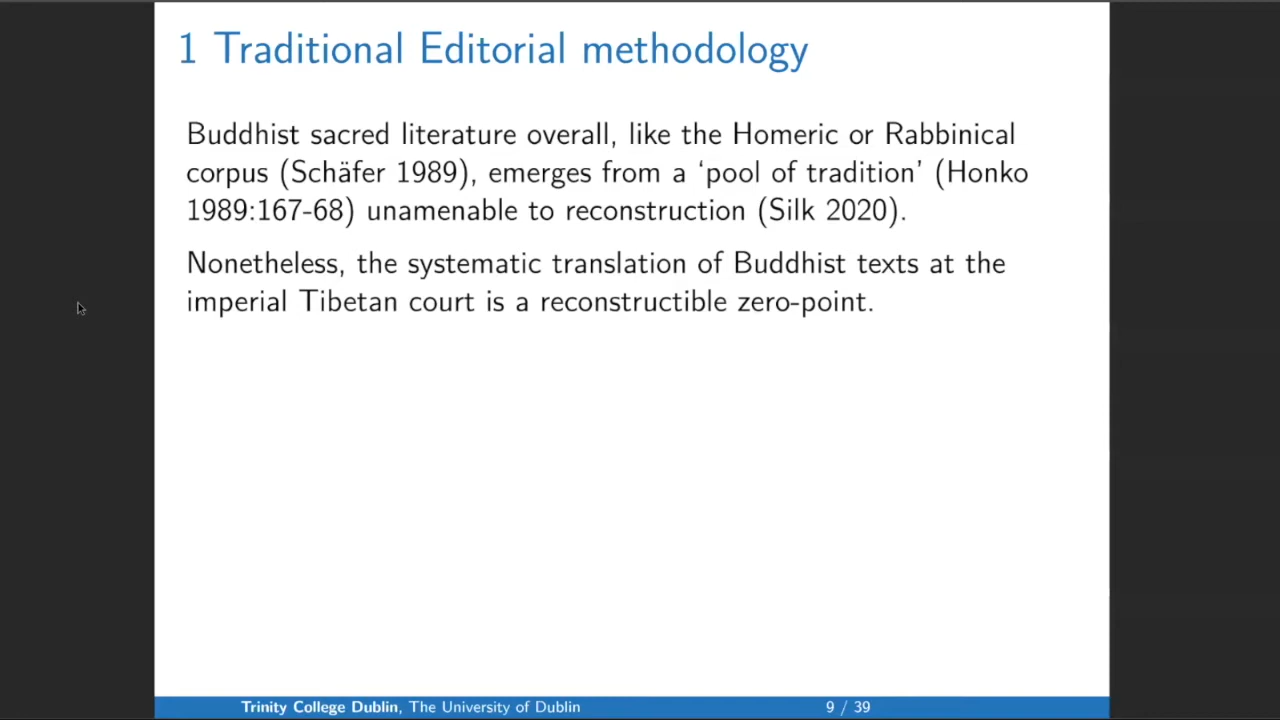 1 Traditional Editorial methodology
Buddhist sacred literature overall, like the Homeric or Rabbinical
corpus (Schäfer 1989), emerges from a ‘pool of tradition’ (Honko
1989:167-68) unamenable to reconstruction (Silk 2020).
Nonetheless, the systematic translation of Buddhist texts at the
imperial Tibetan court is a reconstructible zero-point.
Trinity College Dublin, The University of Dublin
9 / 39